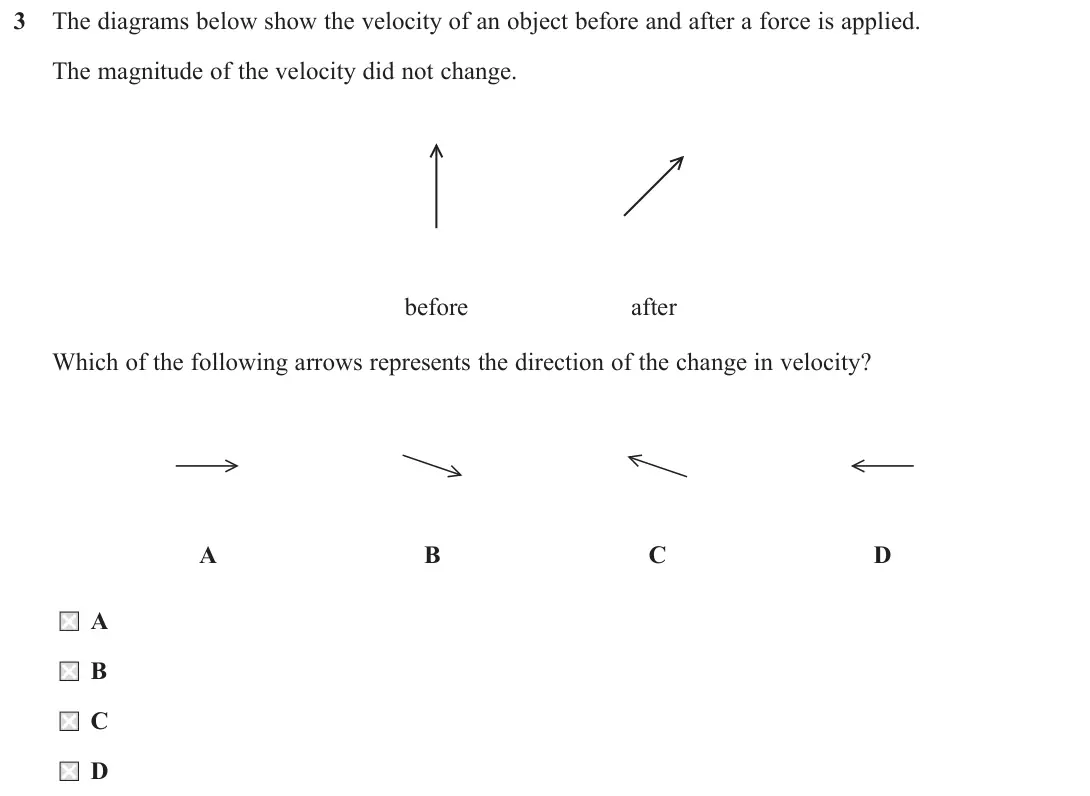 3 The diagrams below show the velocity of an object before and after a force is applied.
The magnitude of the velocity did not change.
before after
Which of the following arrows represents the direction of the change in velocity?
A B C D
A
B
C
D